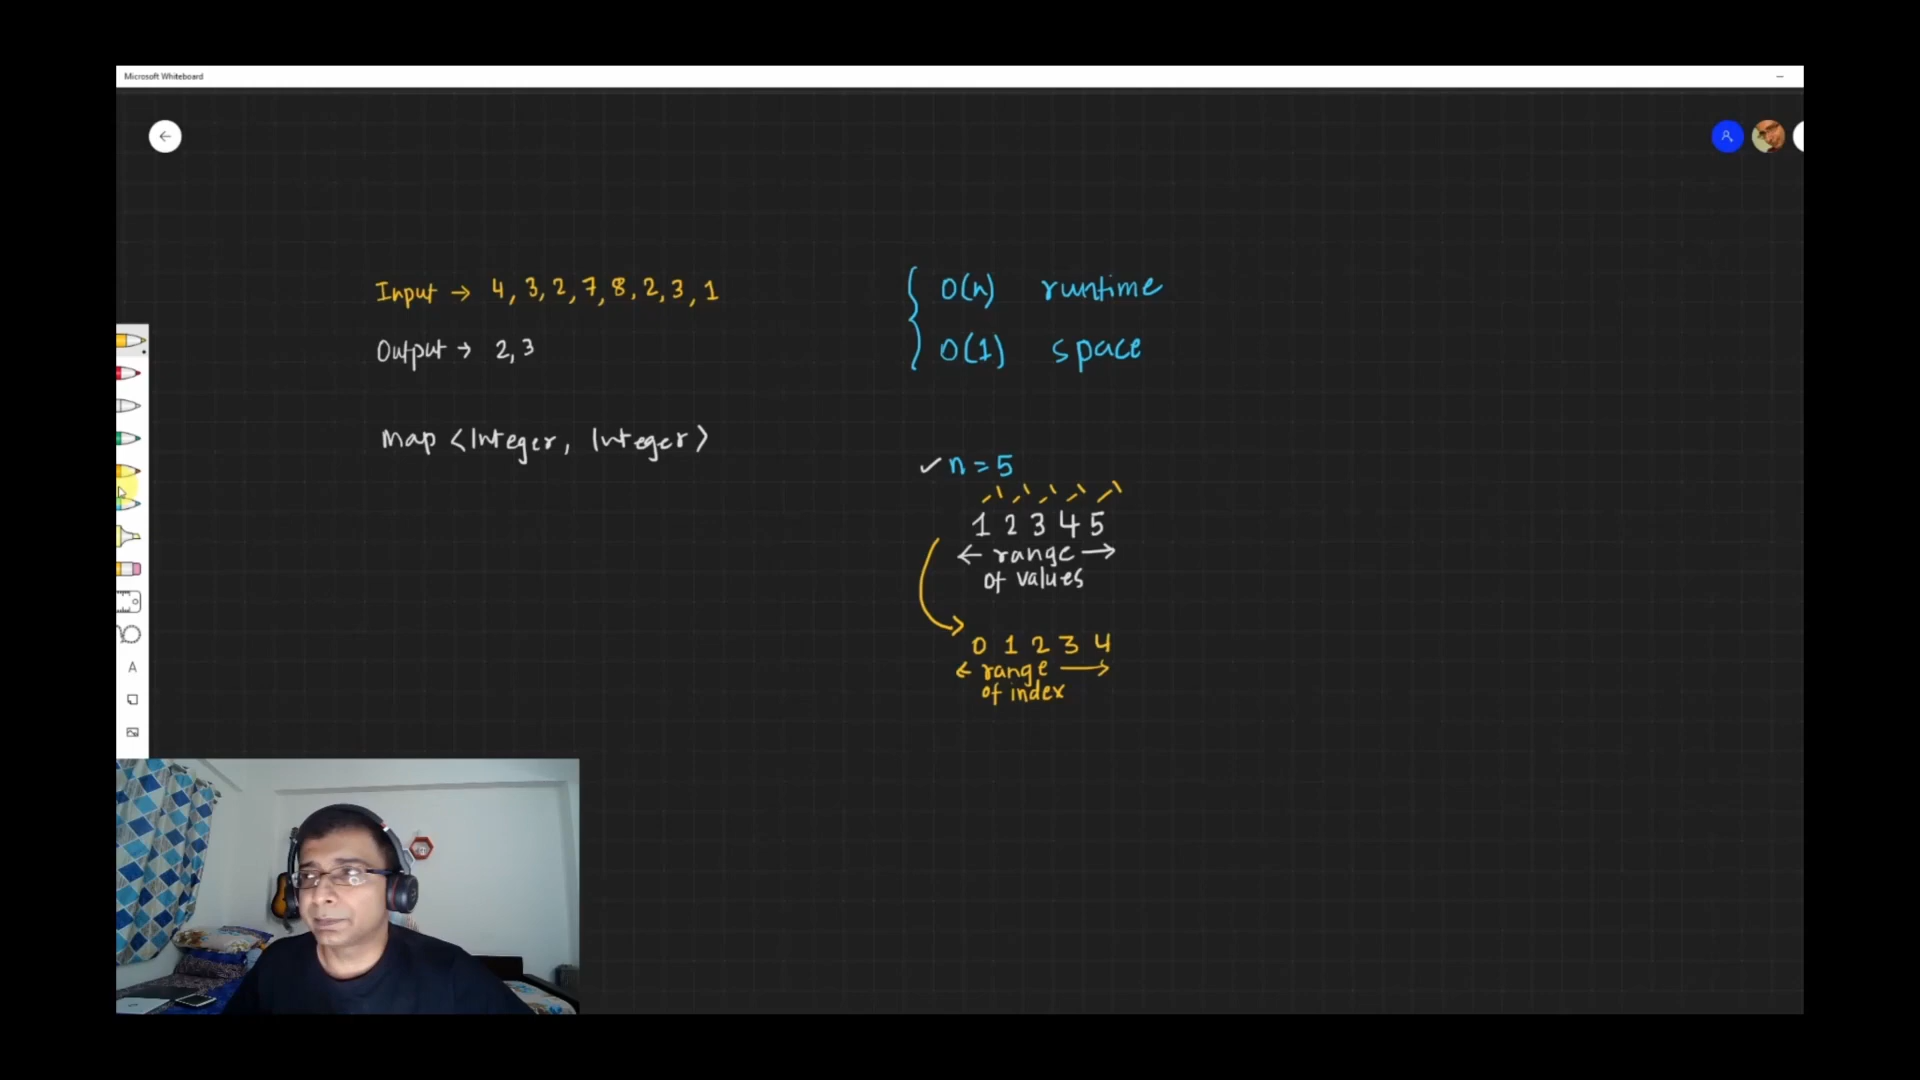 Microsoft Whiteboard
Input → 4, 3, 2, 7, 8, 2, 3, 1
Output → 2, 3
Map <Integer, Integer>
O(n) runtime
O(1) space
✓ n = 5
1 2 3 4 5
← range →
of values
0 1 2 3 4
← range →
of index
A